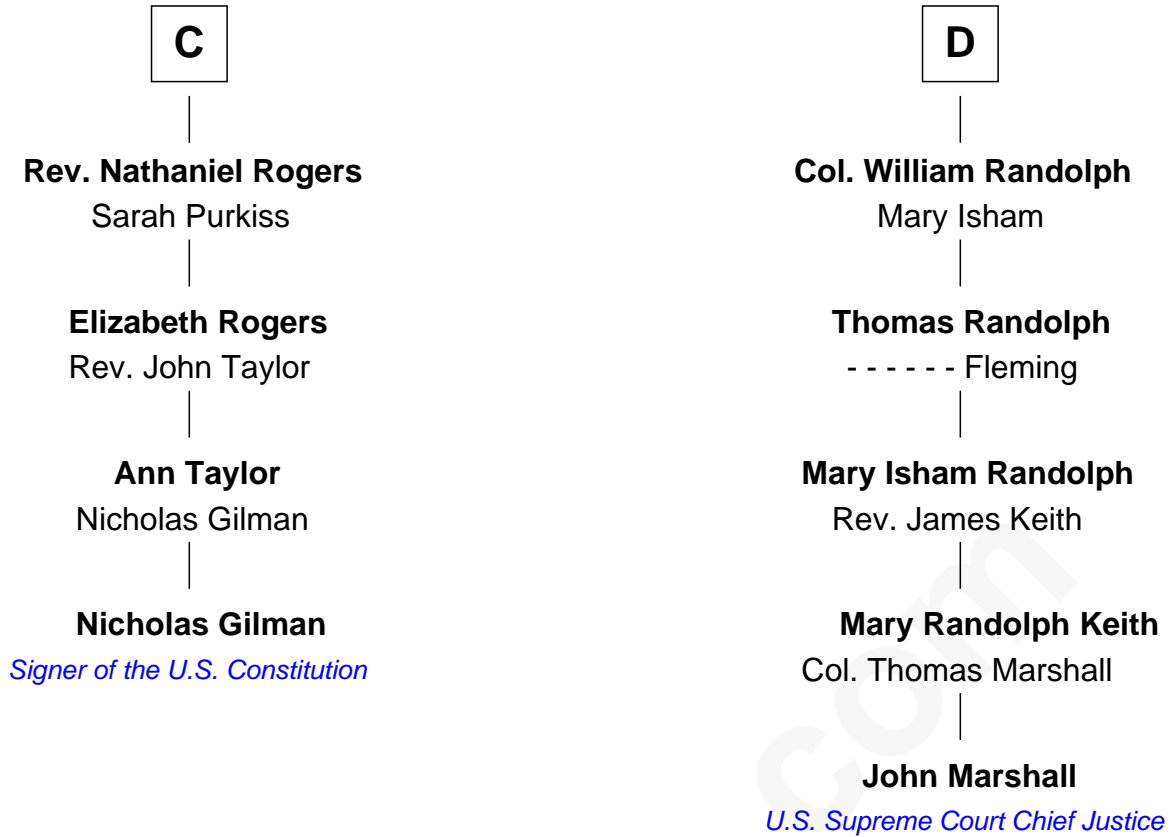 C
Rev. Nathaniel Rogers
Sarah Purkiss
Elizabeth Rogers
Rev. John Taylor
Ann Taylor
Nicholas Gilman
Nicholas Gilman
Signer of the U.S. Constitution
D
Col. William Randolph
Mary Isham
Thomas Randolph
- - - - - - Fleming
Mary Isham Randolph
Rev. James Keith
Mary Randolph Keith
Col. Thomas Marshall
John Marshall
U.S. Supreme Court Chief Justice
com